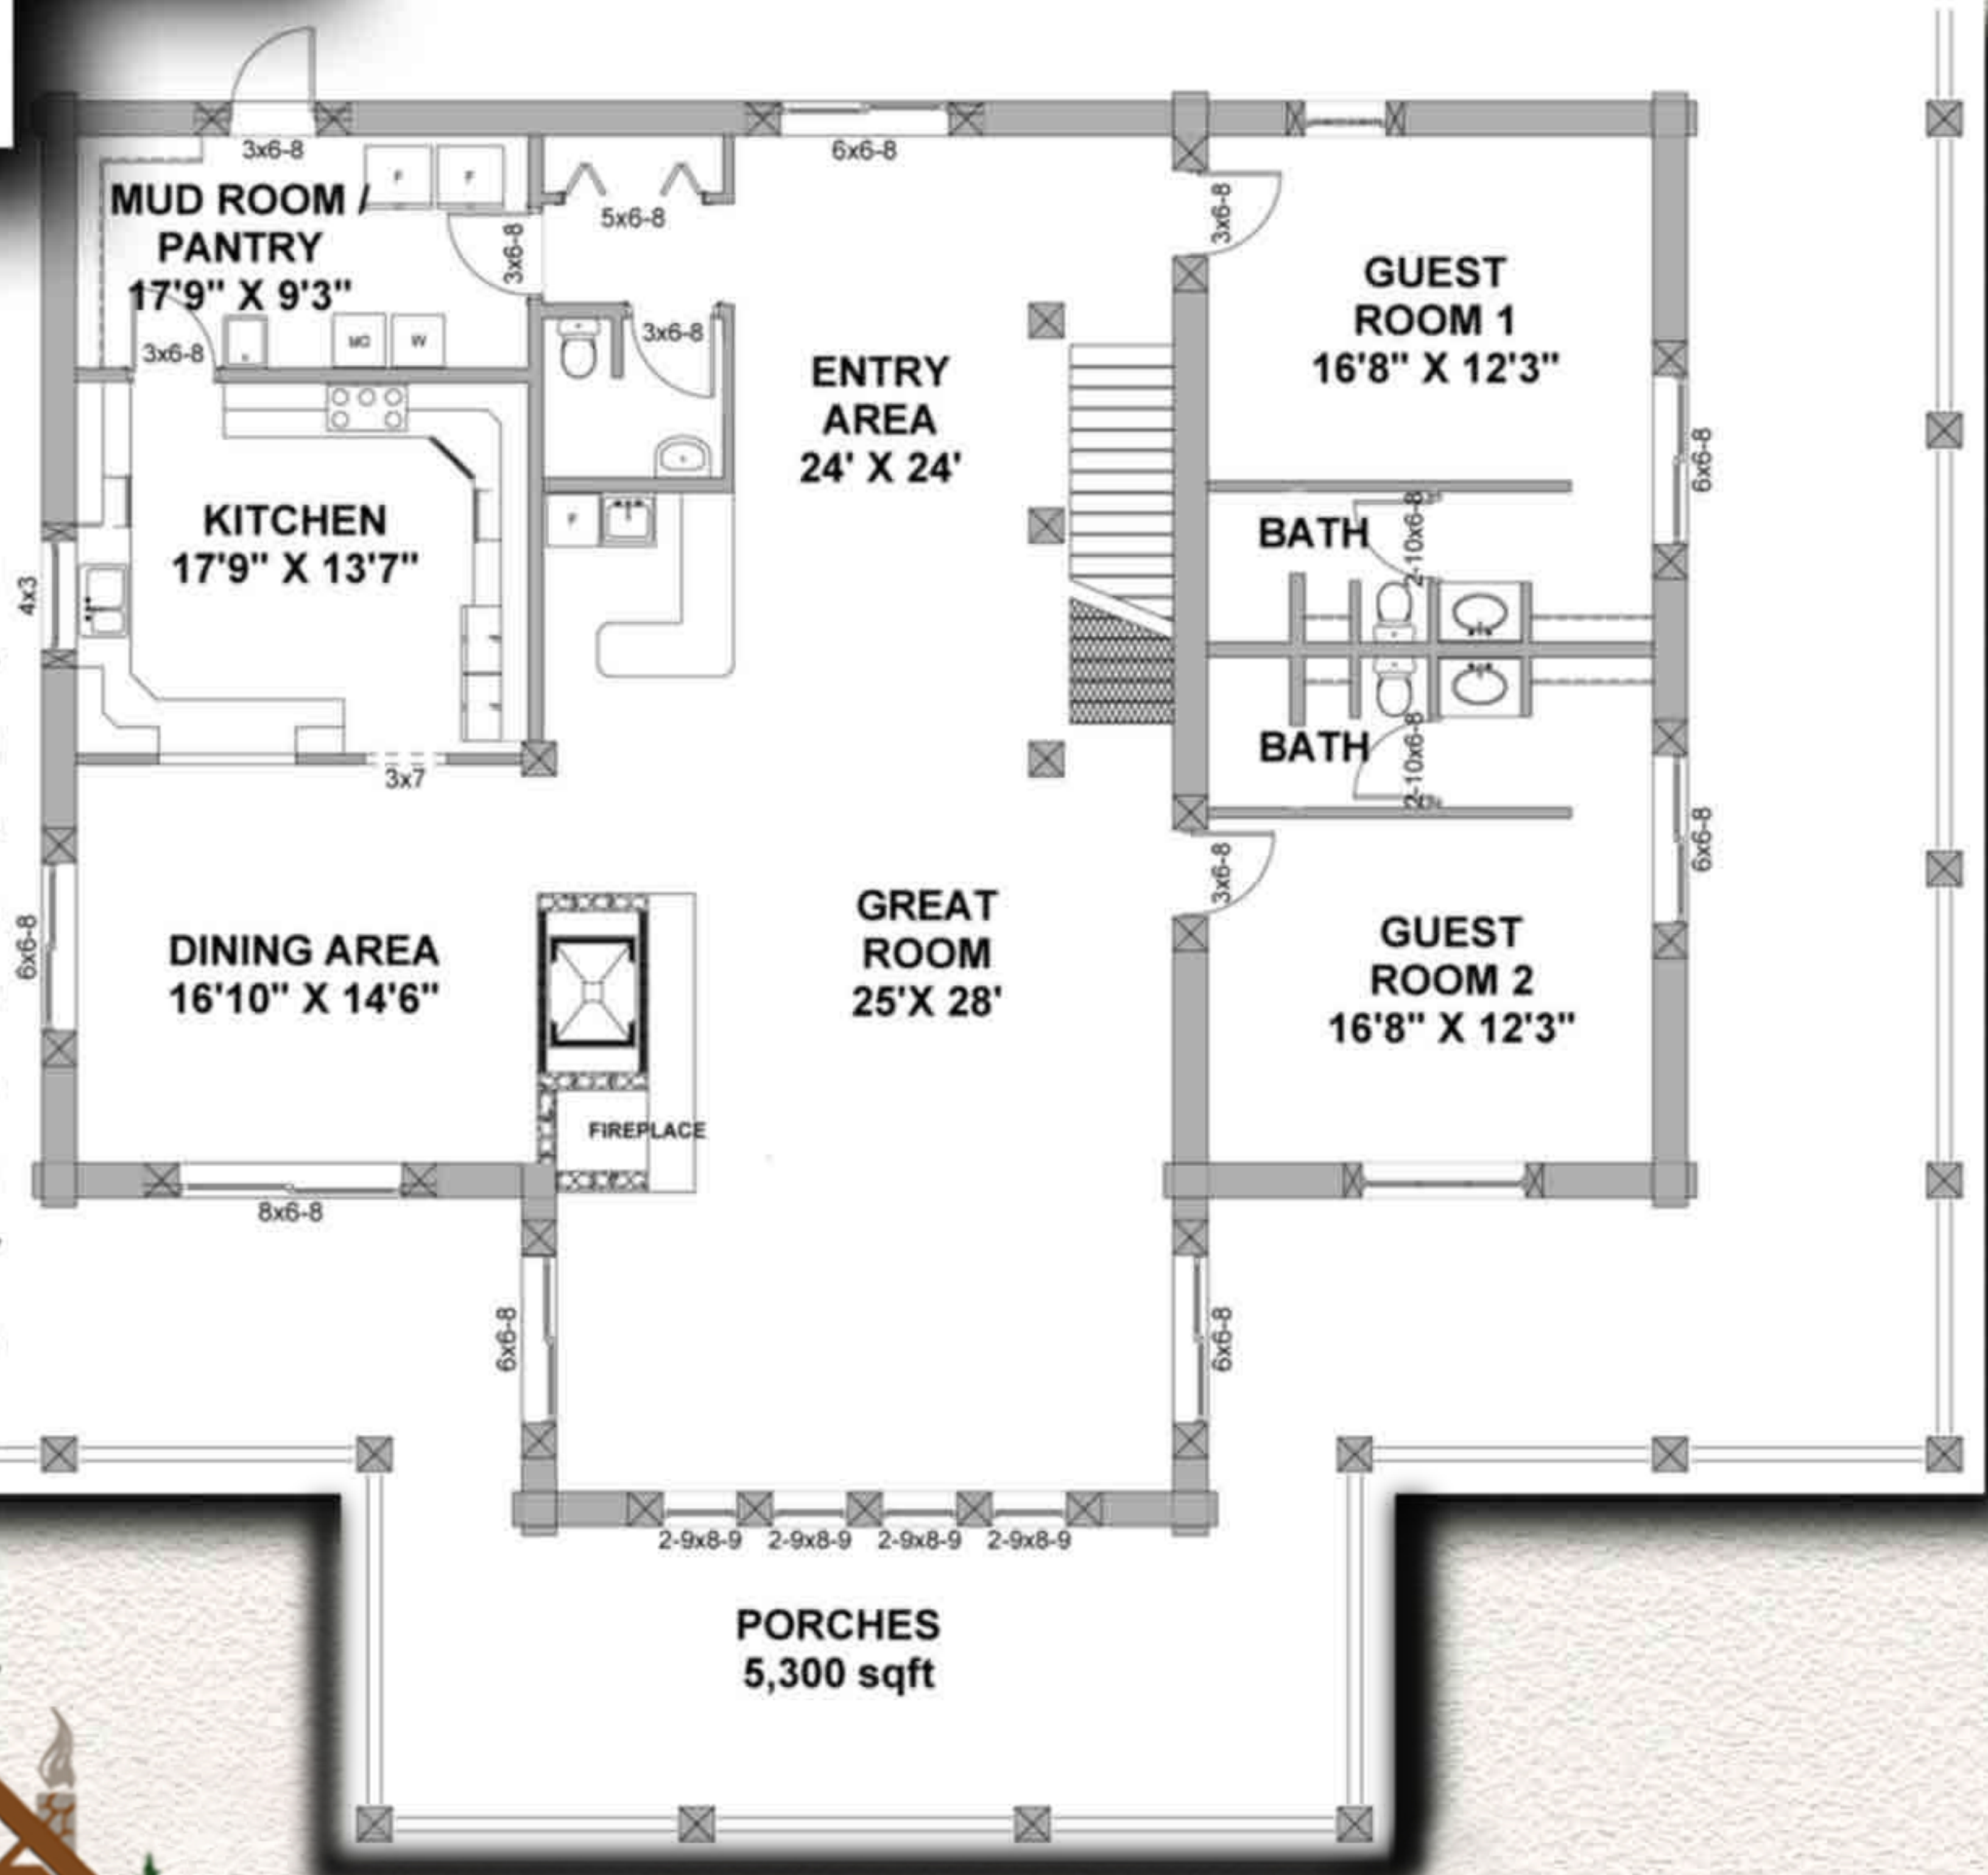 3x6-8
6x6-8
MUD ROOM /
PANTRY
17'9" X 9'3"
F
F
3x6-8
5x6-8
3x6-8
3x6-8
DR
W
3x6-8
ENTRY
AREA
24' X 24'
GUEST
ROOM 1
16'8" X 12'3"
6x6-8
KITCHEN
17'9" X 13'7"
4x3
F
BATH
2-10x6-8
BATH
2-10x6-8
3x7
6x6-8
3x6-8
DINING AREA
16'10" X 14'6"
6x6-8
GREAT
ROOM
25'X 28'
GUEST
ROOM 2
16'8" X 12'3"
FIREPLACE
8x6-8
6x6-8
6x6-8
2-9x8-9 2-9x8-9 2-9x8-9 2-9x8-9
PORCHES
5,300 sqft